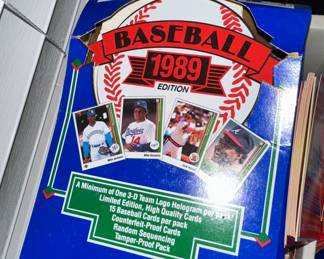 BASEBALL
1989
EDITION
A Minimum of One 3-D Team Logo Hologram per
Limited Edition, High Quality Cards
15 Baseball Cards per pack
Counterfeit-Proof Cards
Random Sequencing
Tamper-Proof Pack